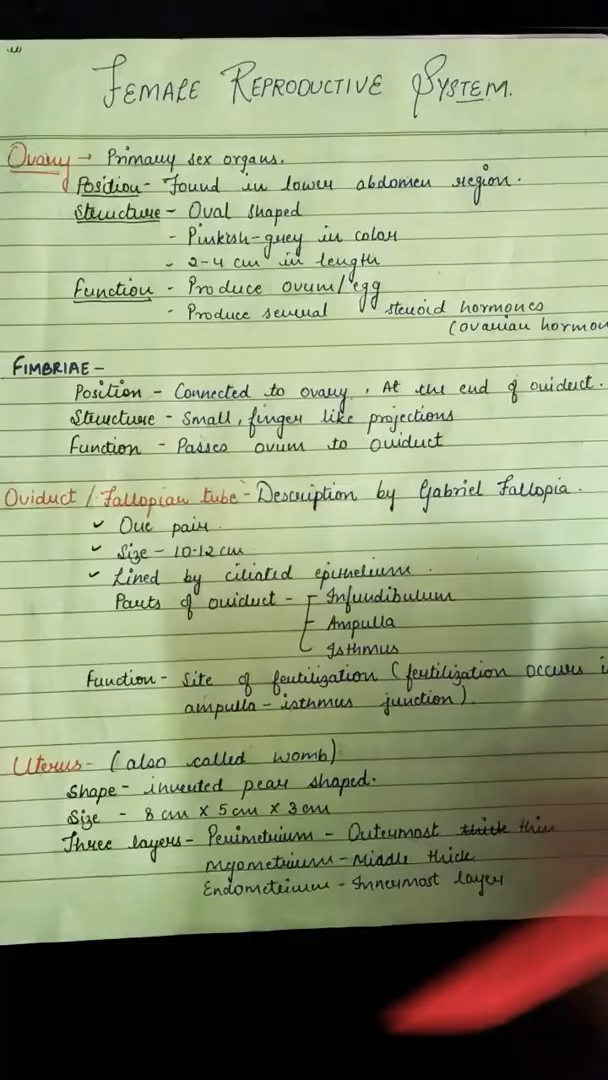 FEMALE REPRODUCTIVE SYSTEM.
Ovary → Primary sex organs.
Position - Found in lower abdomen region.
Structure - Oval shaped
- Pinkish-grey in color
- 2-4 cm in length
Function - Produce ovum/egg
- Produce several steroid hormones
(ovarian hormo
FIMBRIAE -
Position - Connected to ovary, At the end of oviduct.
Structure - Small, finger like projections
Function - Passes ovum to oviduct
Oviduct / Fallopian tube - Description by Gabriel Fallopia.
✓ One pair.
✓ Size - 10-12 cm
✓ Lined by ciliated epithelium.
Parts of oviduct - Infundibulum
Ampulla
Isthmus
Function - Site of fertilization (fertilization occurs i
ampulla - isthmus junction).
Uterus - (also called womb)
Shape - inverted pear shaped.
Size - 8 cm X 5 cm X 3 cm
Three layers - Perimetrium - Outermost thick thin
Myometrium - Middle thick
Endometrium - Innermost layer